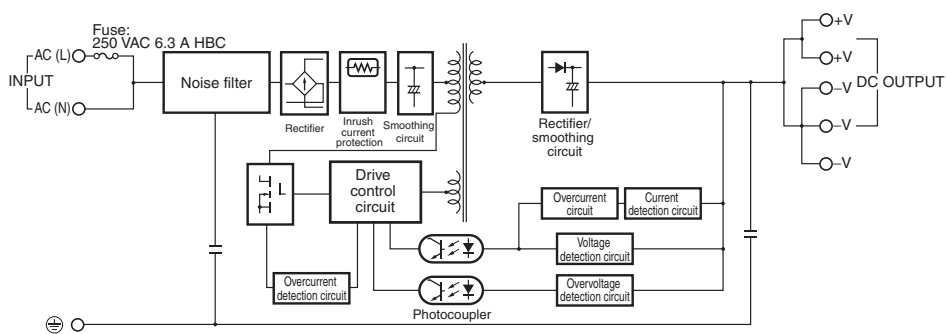 Fuse:
250 VAC 6.3 A HBC
AC (L)
INPUT
AC (N)
Noise filter
Rectifier
Inrush
current
protection
Smoothing
circuit
Rectifier/
smoothing
circuit
+V
+V
DC OUTPUT
–V
–V
–V
Drive
control
circuit
Overcurrent
circuit
Current
detection circuit
Voltage
detection circuit
Overcurrent
detection circuit
Overvoltage
detection circuit
Photocoupler